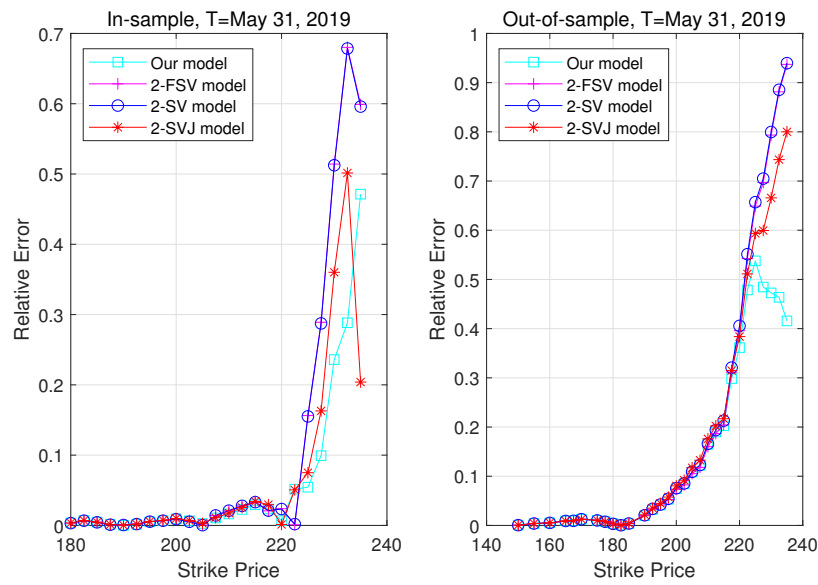 In-sample, T=May 31, 2019
0.7
0.6
0.5
0.4
0.3
0.2
0.1
0
Relative Error
Our model
2-FSV model
2-SV model
2-SVJ model
180
200
220
240
Strike Price
Out-of-sample, T=May 31, 2019
1
0.9
0.8
0.7
0.6
0.5
0.4
0.3
0.2
0.1
0
Relative Error
Our model
2-FSV model
2-SV model
2-SVJ model
140
160
180
200
220
240
Strike Price